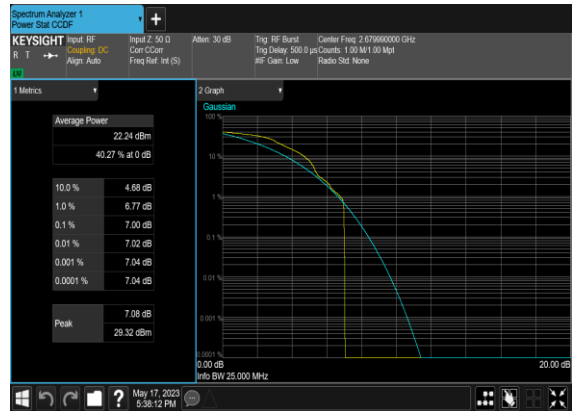 Spectrum Analyzer 1
Power Stat CCDF
KEYSIGHT
R T
LV
Input: RF
Coupling: DC
Align: Auto
Input Z: 50 Ω
Corr CCorr
Freq Ref: Int (S)
Atten: 30 dB
Trig: RF Burst
Trig Delay: 500.0 µs
#IF Gain: Low
Center Freq: 2.679990000 GHz
Counts: 1.00 M/1.00 Mpt
Radio Std: None
1 Metrics
Average Power
22.24 dBm
40.27 % at 0 dB
10.0 % 4.68 dB
1.0 % 6.77 dB
0.1 % 7.00 dB
0.01 % 7.02 dB
0.001 % 7.04 dB
0.0001 % 7.04 dB
Peak
7.08 dB
29.32 dBm
2 Graph
Gaussian
100 %
10 %
1 %
0.1 %
0.01 %
0.001 %
0.0001 %
0.00 dB 20.00 dB
Info BW 25.000 MHz
?
May 17, 2023
5:38:12 PM